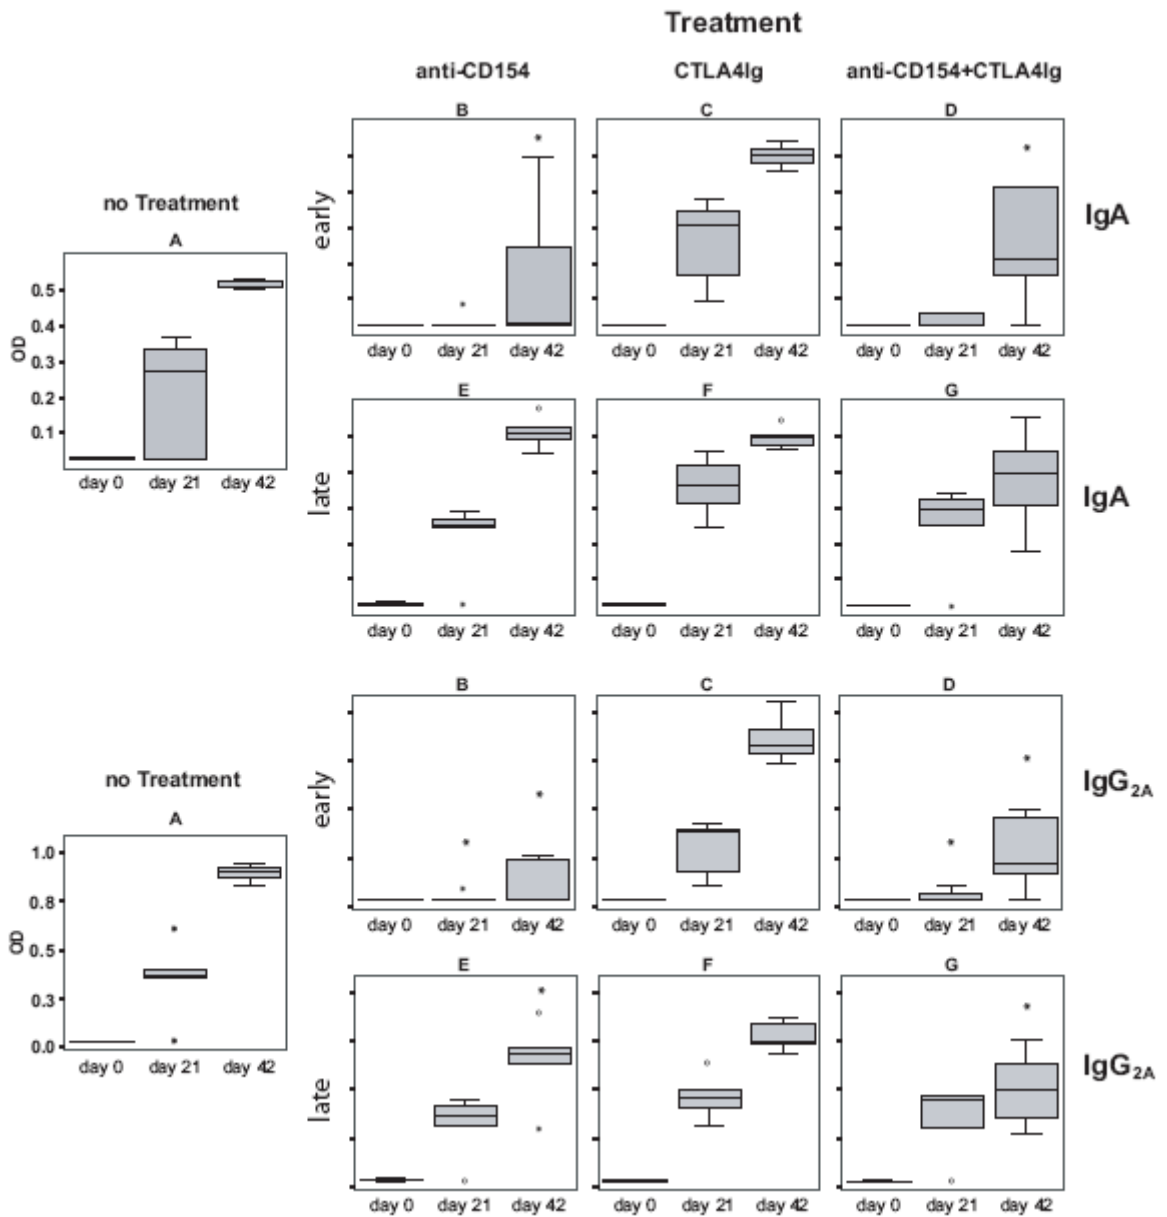 Treatment
anti-CD154 CTLA4Ig anti-CD154+CTLA4Ig
B C D
early
IgA
day 0 day 21 day 42 day 0 day 21 day 42 day 0 day 21 day 42
no Treatment
A
OD
0.5
0.4
0.3
0.2
0.1
day 0 day 21 day 42
E F G
late
IgA
day 0 day 21 day 42 day 0 day 21 day 42 day 0 day 21 day 42
B C D
early
IgG2A
day 0 day 21 day 42 day 0 day 21 day 42 day 0 day 21 day 42
no Treatment
A
OD
1.0
0.8
0.5
0.3
0.0
day 0 day 21 day 42
E F G
late
IgG2A
day 0 day 21 day 42 day 0 day 21 day 42 day 0 day 21 day 42